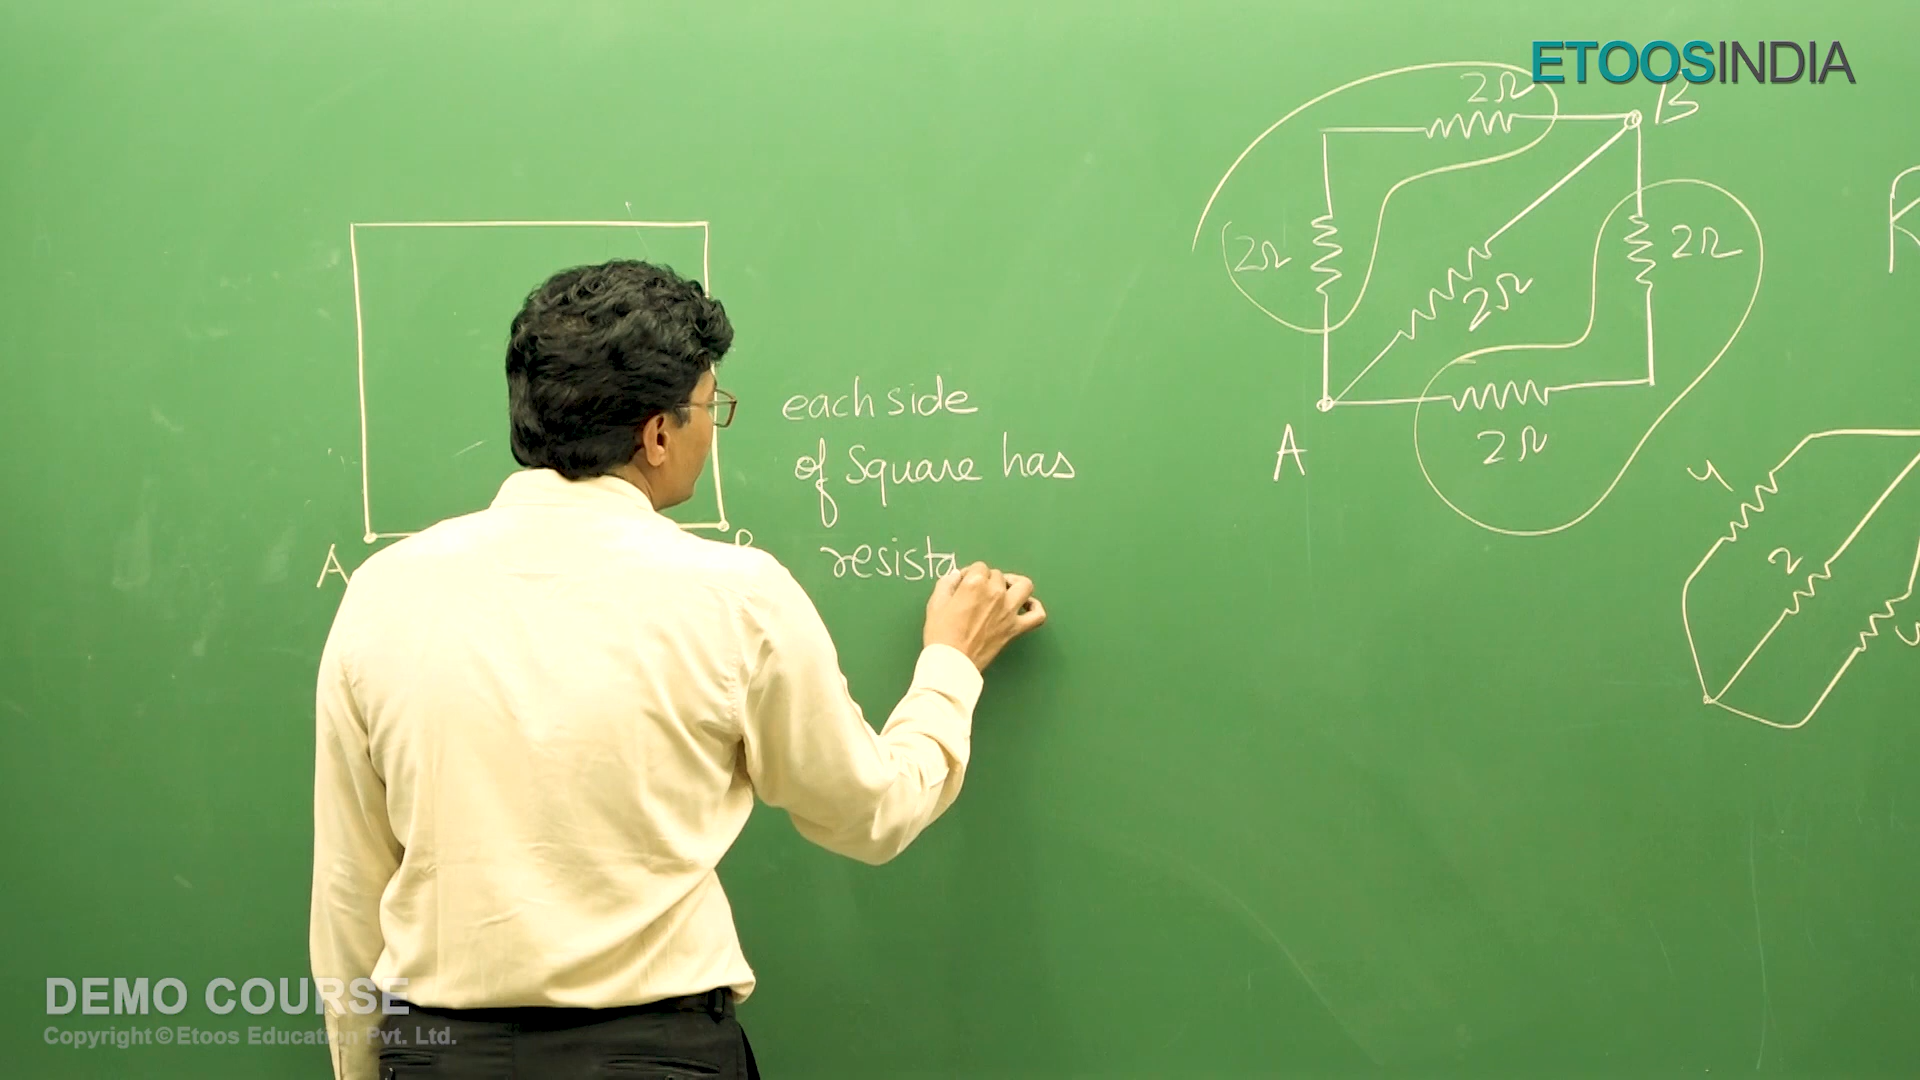 ETOOSINDIA
each side
of Square has
resista
A
2Ω
B
2Ω
2Ω
2Ω
2Ω
A
4
2
DEMO COURSE
Copyright © Etoos Education Pvt. Ltd.